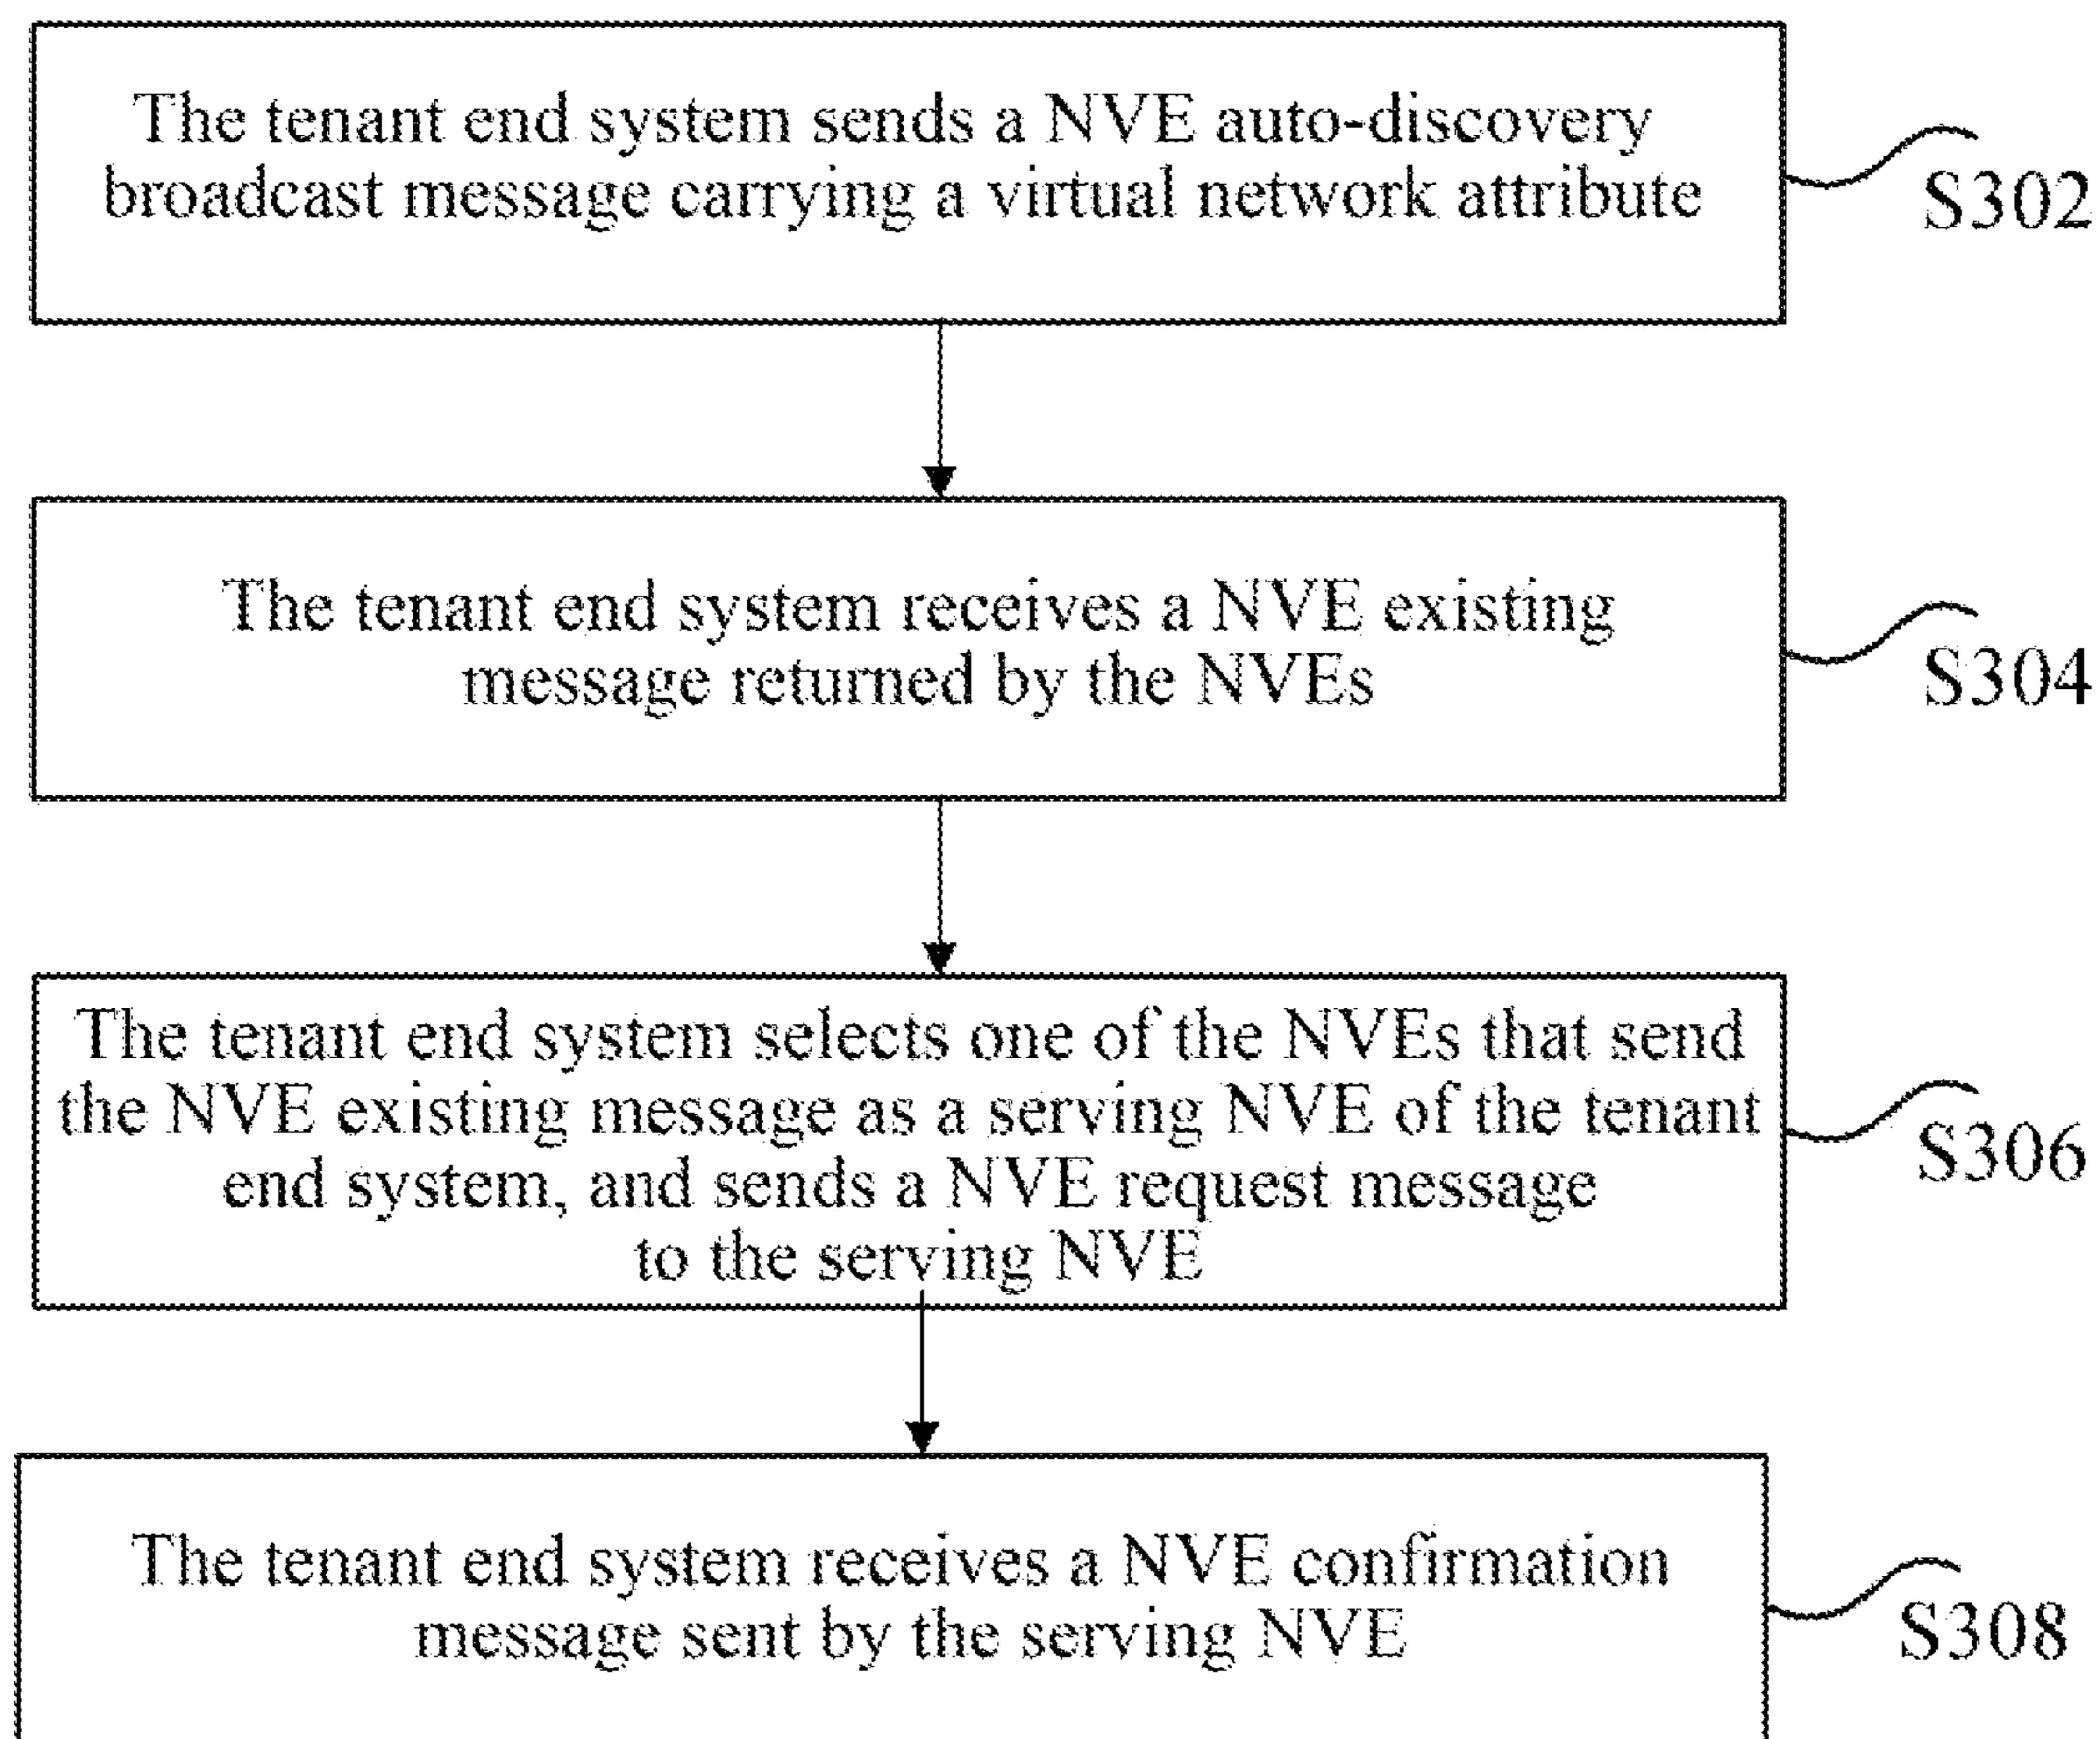 The tenant end system sends a NVE auto-discovery
broadcast message carrying a virtual network attribute
S302
The tenant end system receives a NVE existing
message returned by the NVEs
S304
The tenant end system selects one of the NVEs that send
the NVE existing message as a serving NVE of the tenant
end system, and sends a NVE request message
to the serving NVE
S306
The tenant end system receives a NVE confirmation
message sent by the serving NVE
S308